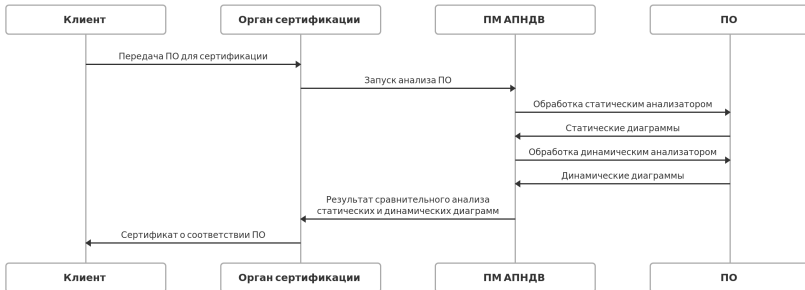 Клиент
Орган сертификации
ПМ АПНДВ
ПО
Передача ПО для сертификации
Запуск анализа ПО
Обработка статическим анализатором
Статические диаграммы
Обработка динамическим анализатором
Динамические диаграммы
Результат сравнительного анализа
статических и динамических диаграмм
Сертификат о соответствии ПО
Клиент
Орган сертификации
ПМ АПНДВ
ПО